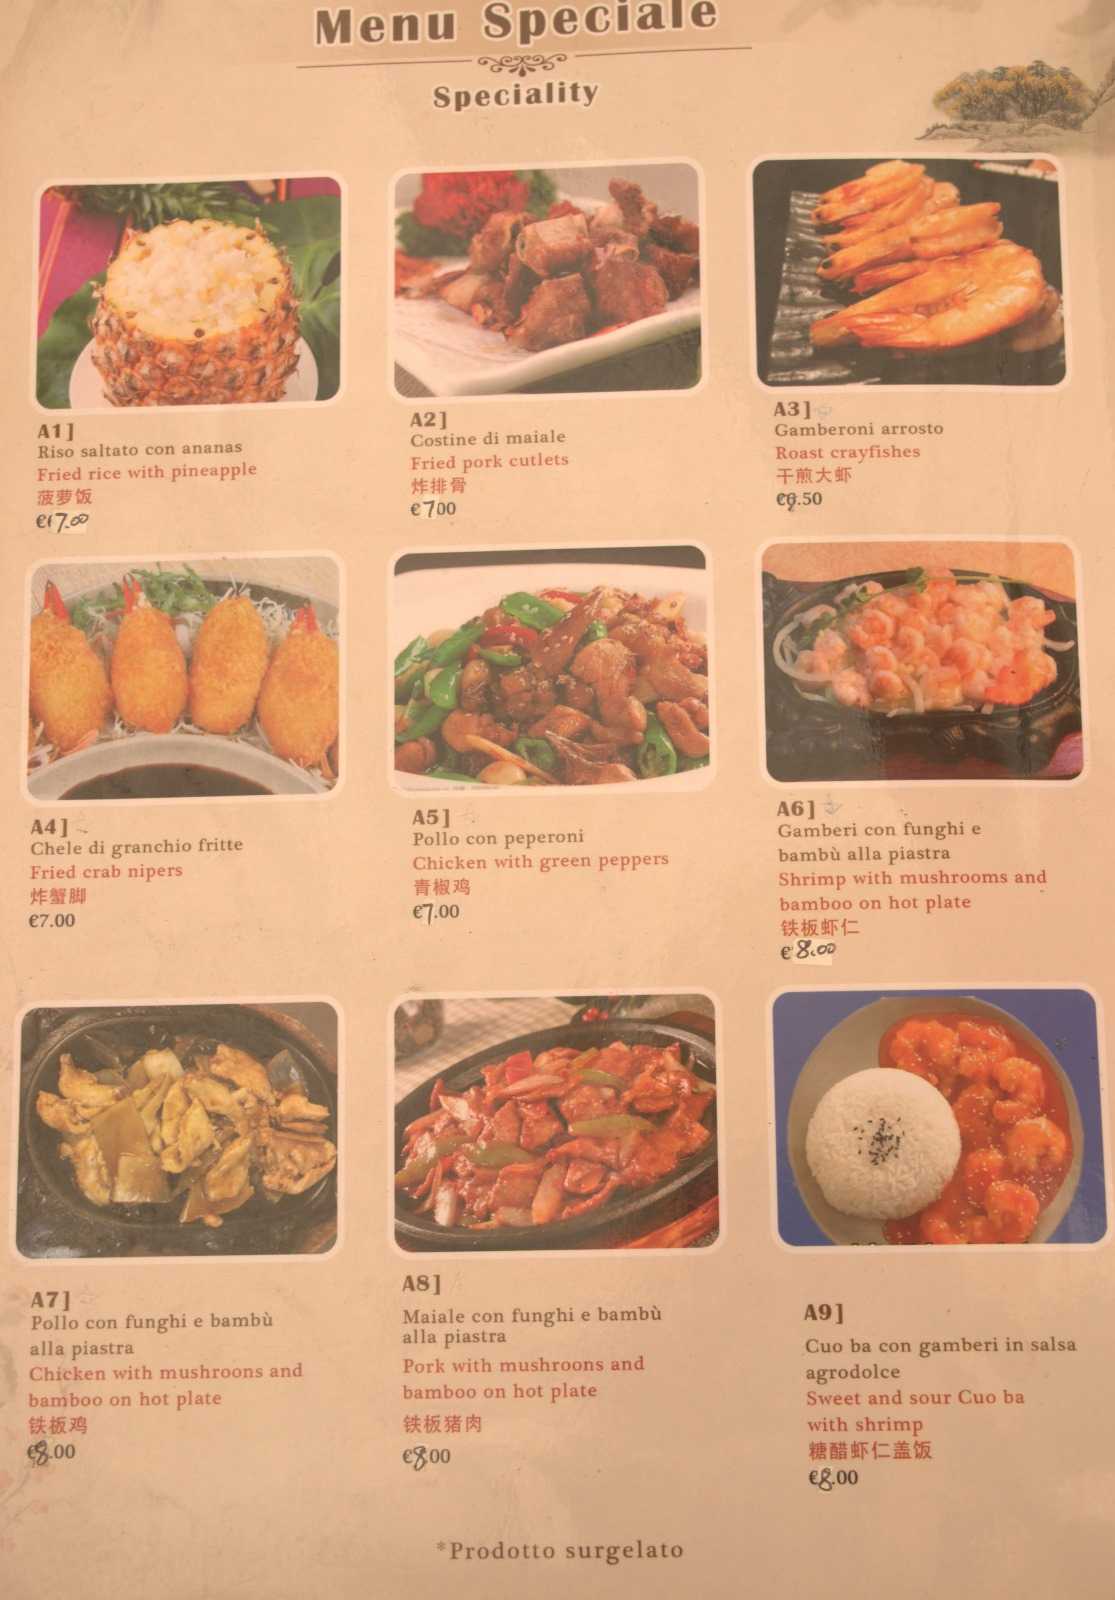 Menu Speciale
Speciality
A1]
Riso saltato con ananas
Fried rice with pineapple
菠萝饭
€7.00
A2]
Costine di maiale
Fried pork cutlets
炸排骨
€700
A3]
Gamberoni arrosto
Roast crayfishes
干煎大虾
.50
A4]
Chele di granchio fritte
Fried crab nipers
炸蟹脚
€7.00
A5]
Pollo con peperoni
Chicken with green peppers
青椒鸡
€7.00
A6]
Gamberi con funghi e
bambù alla piastra
Shrimp with mushrooms and
bamboo on hot plate
铁板虾仁
€8.00
A7]
Pollo con funghi e bambù
alla piastra
Chicken with mushroons and
bamboo on hot plate
铁板鸡
€8.00
A8]
Maiale con funghi e bambù
alla piastra
Pork with mushroons and
bamboo on hot plate
铁板猪肉
€800
A9]
Cuo ba con gamberi in salsa
agrodolce
Sweet and sour Cuo ba
with shrimp
糖醋虾仁盖饭
€8.00
*Prodotto surgelato